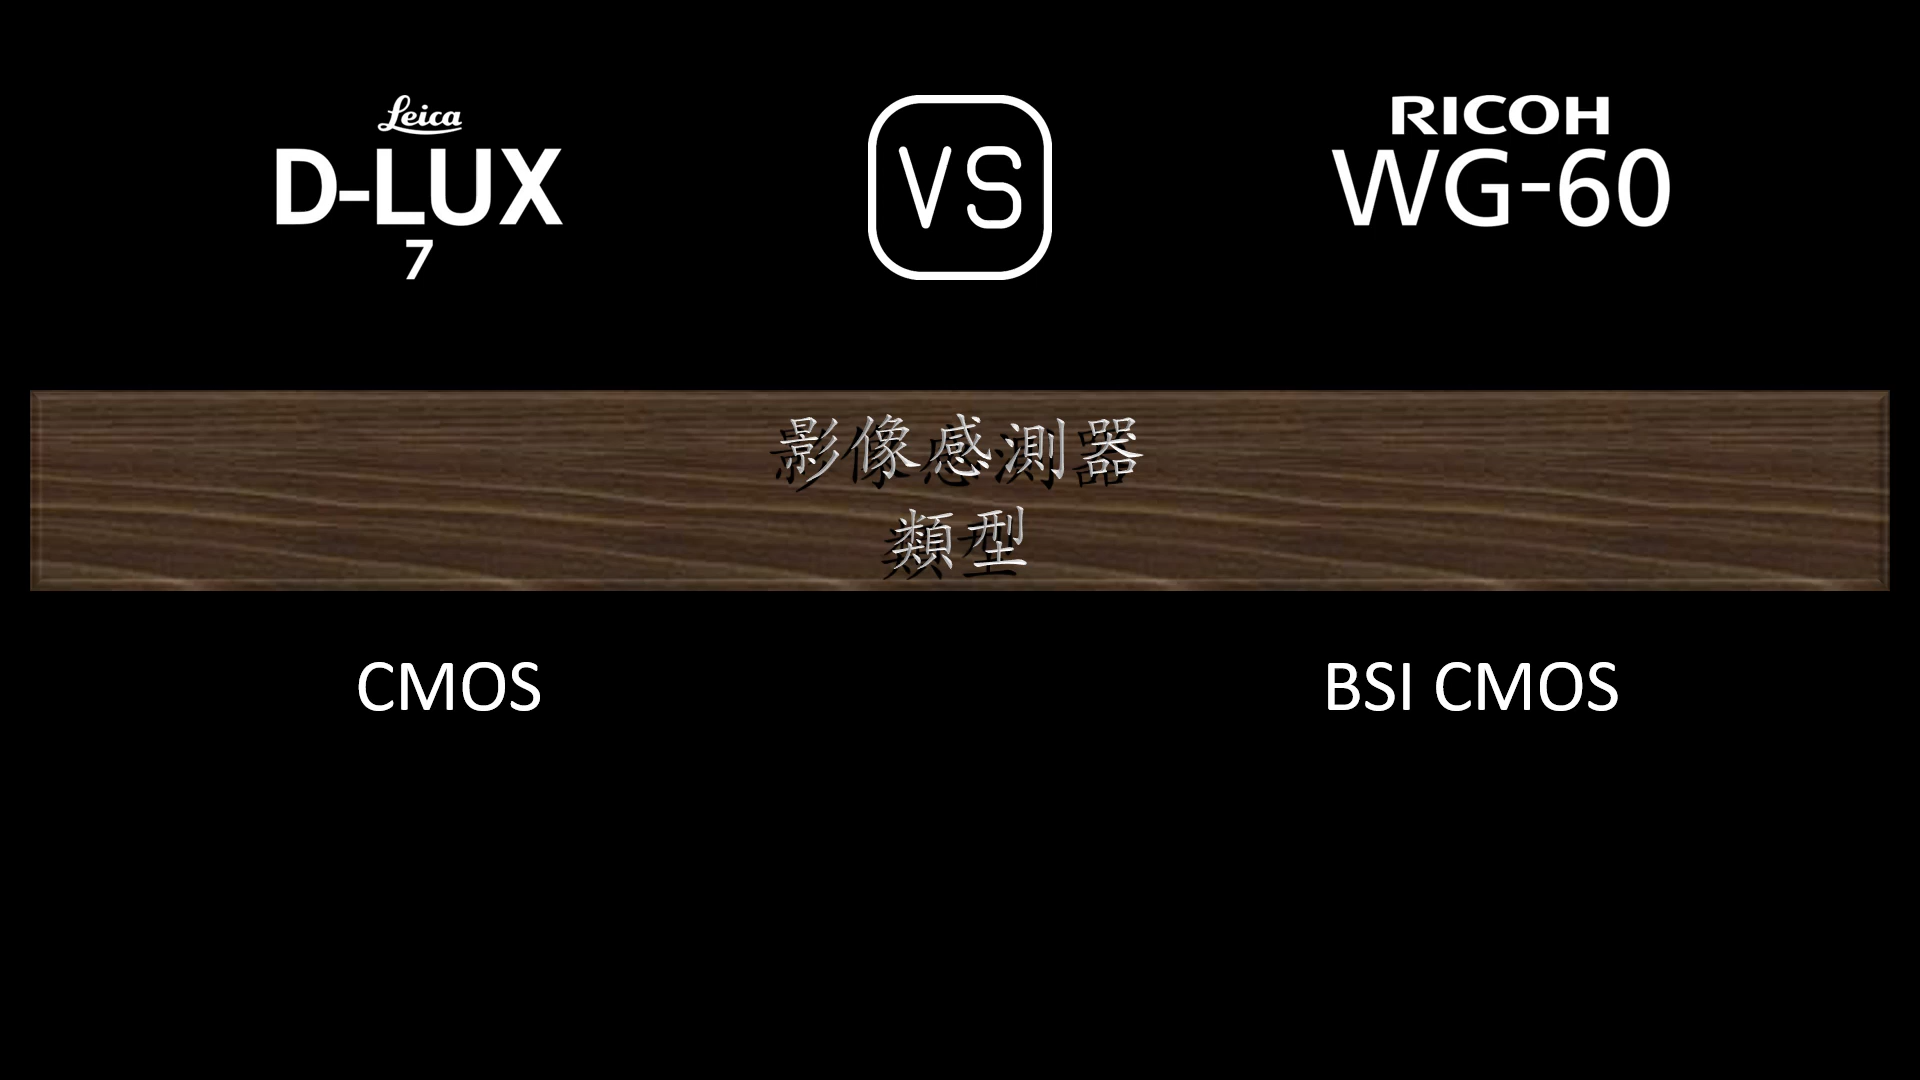 Leica
D-LUX
7
VS
RICOH
WG-60
影像感測器
類型
CMOS
BSI CMOS